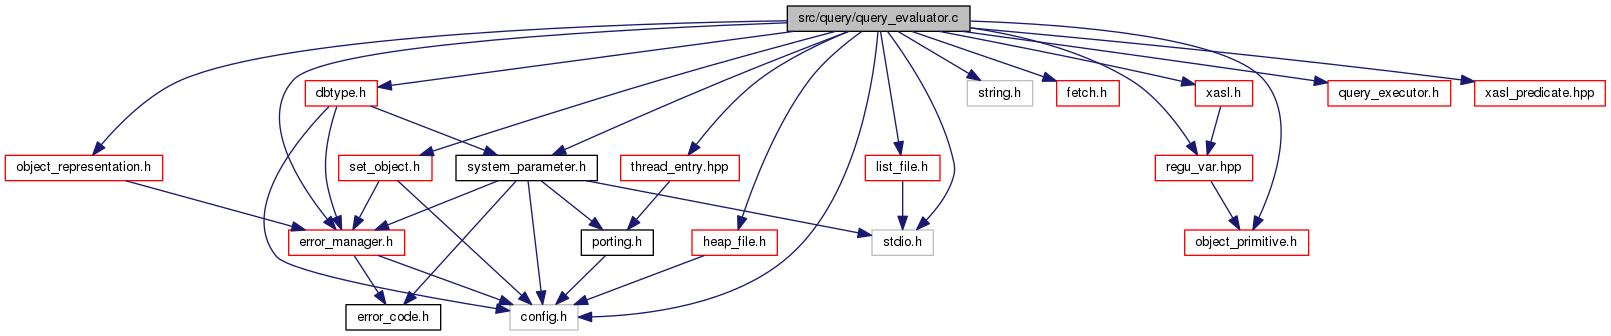 src/query/query_evaluator.c
dbtype.h
string.h
fetch.h
xasl.h
query_executor.h
xasl_predicate.hpp
object_representation.h
set_object.h
system_parameter.h
thread_entry.hpp
list_file.h
regu_var.hpp
error_manager.h
porting.h
heap_file.h
stdio.h
object_primitive.h
error_code.h
config.h